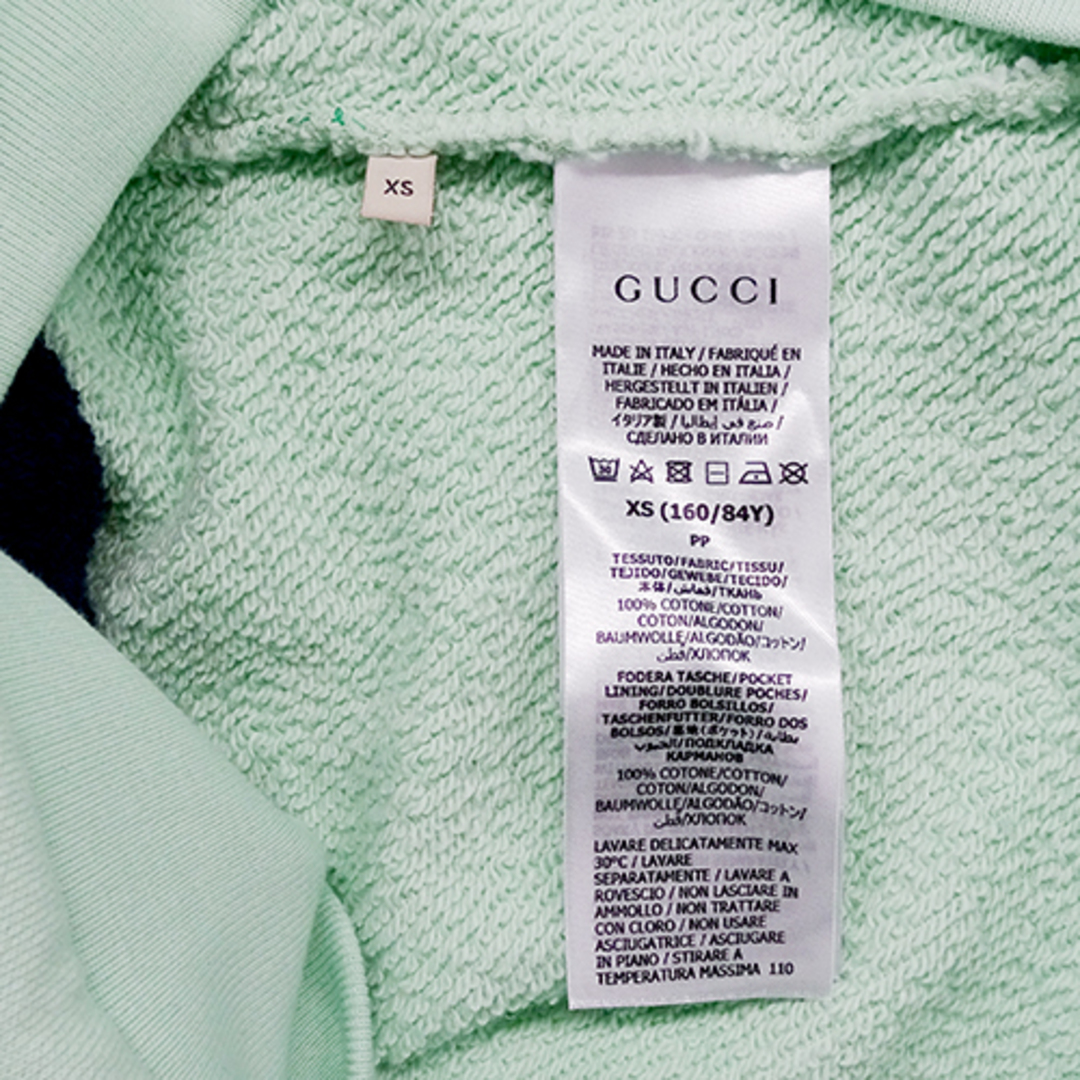 XS
GUCCI
MADE IN ITALY / FABRIQUÉ EN
ITALIE / HECHO EN ITALIA /
HERGESTELLT IN ITALIEN /
FABRICADO EM ITÁLIA /
イタリア製 / صنع في إيطاليا /
СДЕЛАНО В ИТАЛИИ
30
XS (160/84Y)
PP
TESSUTO/FABRIC/TISSU/
TEJIDO/GEWEBE/TECIDO/
本体/قماش/ТКАНЬ
100% COTONE/COTTON/
COTON/ALGODON/
BAUMWOLLE/ALGODÃO/コットン/
قطن/ХЛОПОК
FODERA TASCHE/POCKET
LINING/DOUBLURE POCHES/
FORRO BOLSILLOS/
TASCHENFUTTER/FORRO DOS
BOLSOS/裏地(ポケット)/بطانة
الجيوب/ПОДКЛАДКА
КАРМАНОВ
100% COTONE/COTTON/
COTON/ALGODON/
BAUMWOLLE/ALGODÃO/コットン/
قطن/ХЛОПОК
LAVARE DELICATAMENTE MAX
30°C / LAVARE
SEPARATAMENTE / LAVARE A
ROVESCIO / NON LASCIARE IN
AMMOLLO / NON TRATTARE
CON CLORO / NON USARE
ASCIUGATRICE / ASCIUGARE
IN PIANO / STIRARE A
TEMPERATURA MASSIMA 110